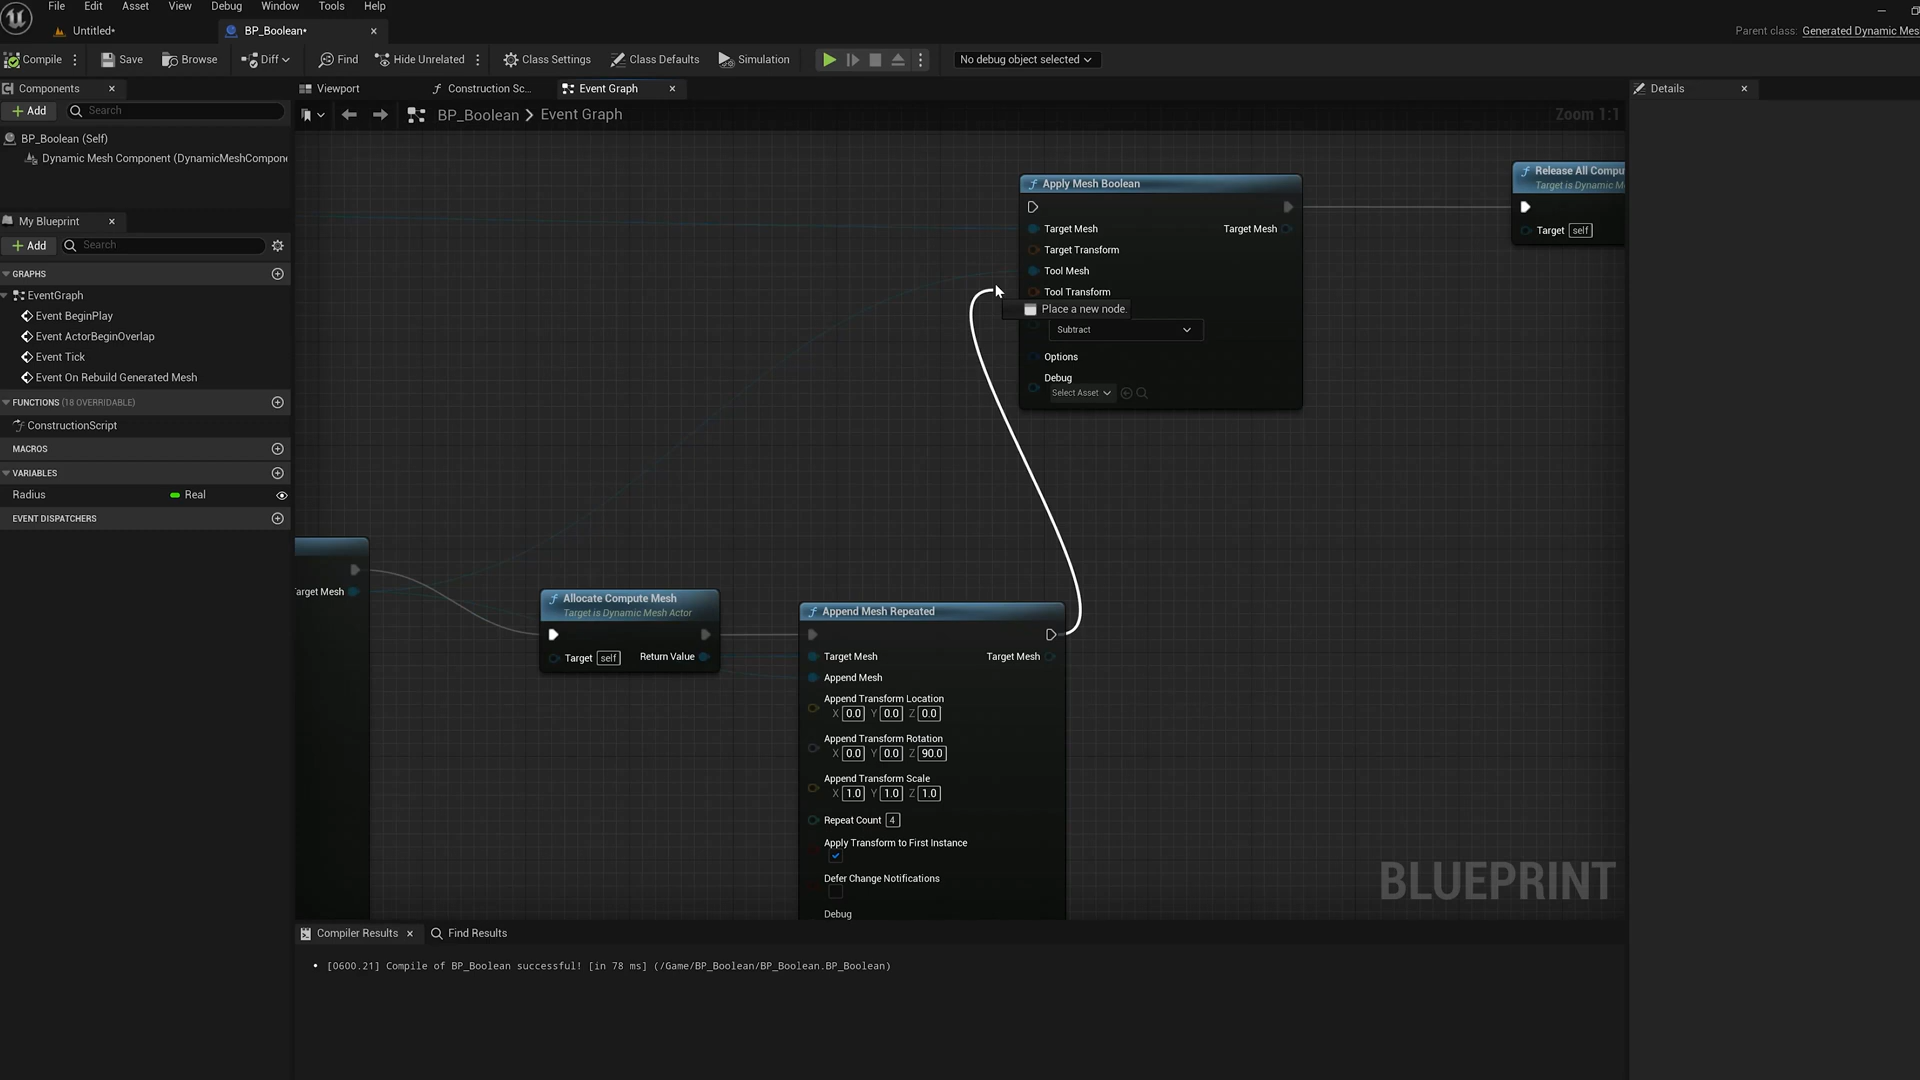 File Edit Asset View Debug Window Tools Help
Untitled•
BP_Boolean•
Parent class: Generated Dynamic Mes
Compile Save Browse Diff Find Hide Unrelated Class Settings Class Defaults Simulation No debug object selected
Components
Viewport
Construction Sc...
Event Graph
Details
+ Add Search
BP_Boolean > Event Graph
Zoom 1:1
BP_Boolean (Self)
Dynamic Mesh Component (DynamicMeshCompone
My Blueprint
+ Add Search
GRAPHS
EventGraph
Event BeginPlay
Event ActorBeginOverlap
Event Tick
Event On Rebuild Generated Mesh
FUNCTIONS (18 OVERRIDABLE)
ConstructionScript
MACROS
VARIABLES
Radius Real
EVENT DISPATCHERS
Apply Mesh Boolean
Target Mesh Target Mesh
Target Transform
Tool Mesh
Tool Transform
Place a new node.
Subtract
Options
Debug
Select Asset
Release All Compu
Target is Dynamic M
Target self
Target Mesh
Allocate Compute Mesh
Target is Dynamic Mesh Actor
Target self Return Value
Append Mesh Repeated
Target Mesh Target Mesh
Append Mesh
Append Transform Location
X 0.0 Y 0.0 Z 0.0
Append Transform Rotation
X 0.0 Y 0.0 Z 90.0
Append Transform Scale
X 1.0 Y 1.0 Z 1.0
Repeat Count 4
Apply Transform to First Instance
Defer Change Notifications
Debug
BLUEPRINT
Compiler Results
Find Results
• [0600.21] Compile of BP_Boolean successful! [in 78 ms] (/Game/BP_Boolean/BP_Boolean.BP_Boolean)